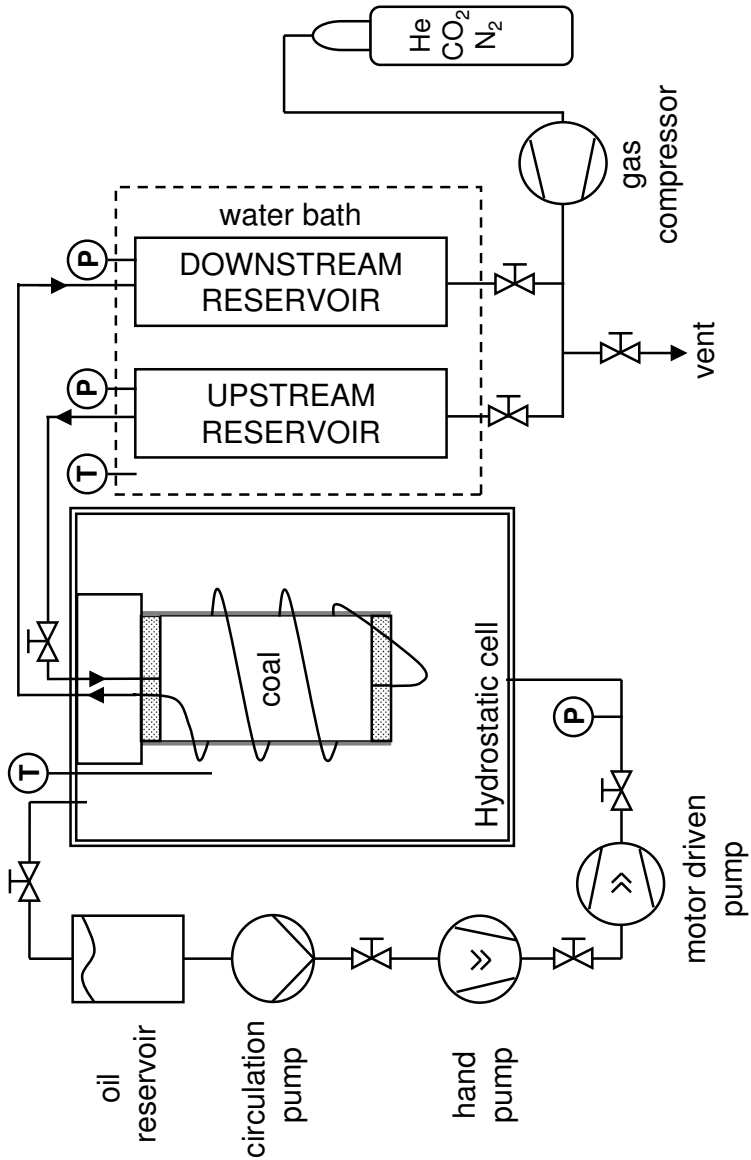 He
CO2
N2
gas
compressor
water bath
P
DOWNSTREAM
RESERVOIR
P
UPSTREAM
RESERVOIR
T
vent
coal
Hydrostatic cell
T
P
motor driven
pump
oil
reservoir
circulation
pump
hand
pump